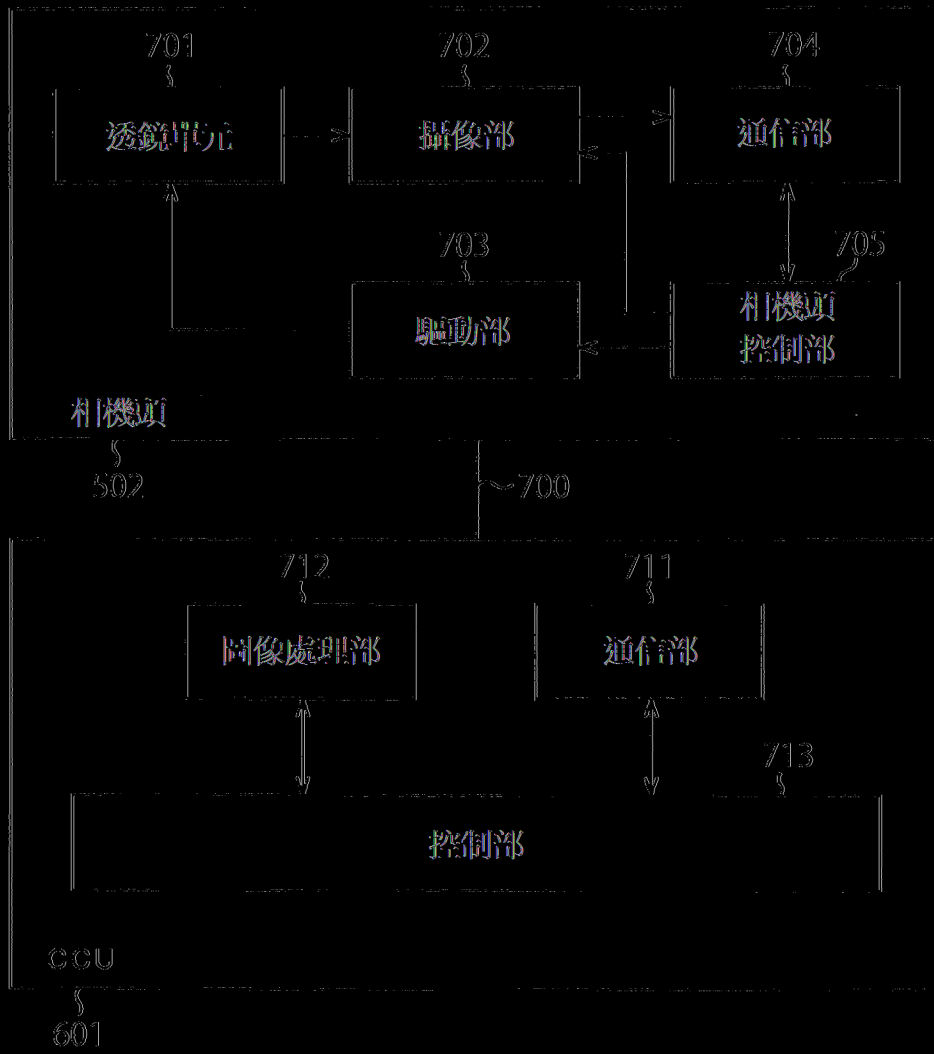 701
702
704
透鏡單元
攝像部
通信部
703
705
驅動部
相機頭
控制部
相機頭
502
700
712
711
圖像處理部
通信部
713
控制部
CCU
601